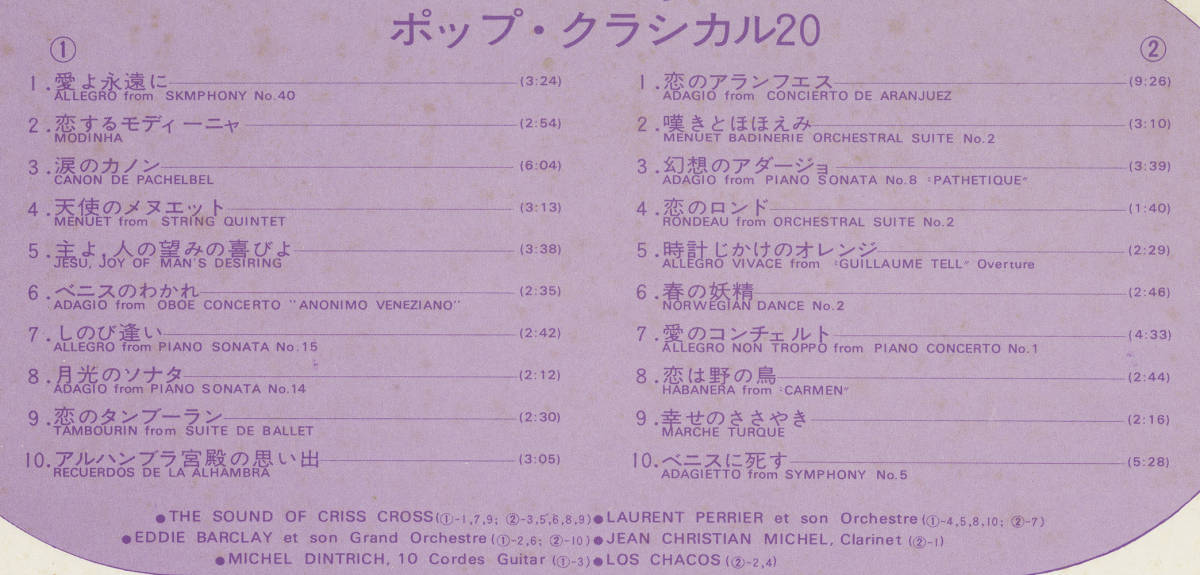 ポップ・クラシカル20
①
1.愛よ永遠に (3:24)
ALLEGRO from SKMPHONY No.40
2.恋するモディーニャ (2:54)
MODINHA
3.涙のカノン (6:04)
CANON DE PACHELBEL
4.天使のメヌエット (3:13)
MENUET from STRING QUINTET
5.主よ,人の望みの喜びよ (3:38)
JESU, JOY OF MAN'S DESIRING
6.ベニスのわかれ (2:35)
ADAGIO from OBOE CONCERTO "ANONIMO VENEZIANO"
7.しのび逢い (2:42)
ALLEGRO from PIANO SONATA No.15
8.月光のソナタ (2:12)
ADAGIO from PIANO SONATA No.14
9.恋のタンブーラン (2:30)
TAMBOURIN from SUITE DE BALLET
10.アルハンブラ宮殿の思い出 (3:05)
RECUERDOS DE LA ALHAMBRA
②
1.恋のアランフエス (9:26)
ADAGIO from CONCIERTO DE ARANJUEZ
2.嘆きとほほえみ (3:10)
MENUET BADINERIE ORCHESTRAL SUITE No.2
3.幻想のアダージョ (3:39)
ADAGIO from PIANO SONATA No.8 "PATHETIQUE"
4.恋のロンド (1:40)
RONDEAU from ORCHESTRAL SUITE No.2
5.時計じかけのオレンジ (2:29)
ALLEGRO VIVACE from "GUILLAUME TELL" Overture
6.春の妖精 (2:46)
NORWEGIAN DANCE No.2
7.愛のコンチェルト (4:33)
ALLEGRO NON TROPPO from PIANO CONCERTO No.1
8.恋は野の鳥 (2:44)
HABANERA from "CARMEN"
9.幸せのささやき (2:16)
MARCHE TURQUE
10.ベニスに死す (5:28)
ADAGIETTO from SYMPHONY No.5
●THE SOUND OF CRISS CROSS(①-1,7,9; ②-3,5,6,8,9)●LAURENT PERRIER et son Orchestre(①-4,5,8,10; ②-7)
●EDDIE BARCLAY et son Grand Orchestre(①-2,6; ②-10)●JEAN CHRISTIAN MICHEL, Clarinet (②-1)
●MICHEL DINTRICH, 10 Cordes Guitar (①-3)●LOS CHACOS(②-2,4)